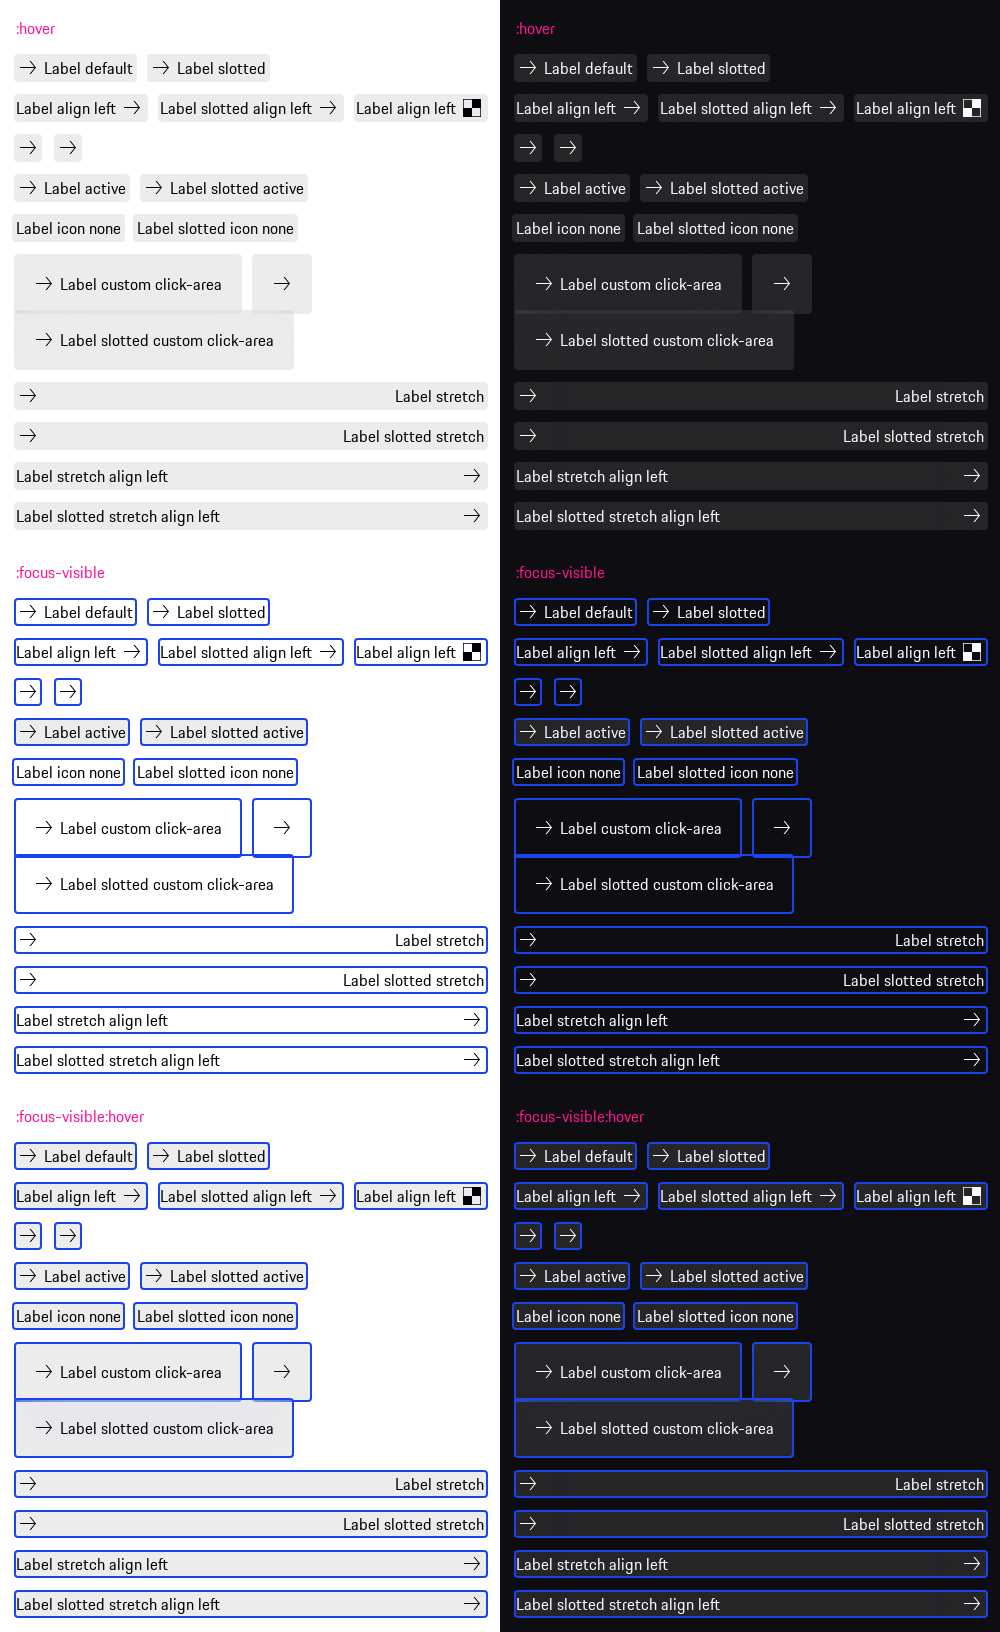 :hover
Label default Label slotted
Label align left Label slotted align left Label align left
Label active Label slotted active
Label icon none Label slotted icon none
Label custom click-area
Label slotted custom click-area
Label stretch
Label slotted stretch
Label stretch align left
Label slotted stretch align left
:focus-visible
Label default Label slotted
Label align left Label slotted align left Label align left
Label active Label slotted active
Label icon none Label slotted icon none
Label custom click-area
Label slotted custom click-area
Label stretch
Label slotted stretch
Label stretch align left
Label slotted stretch align left
:focus-visible:hover
Label default Label slotted
Label align left Label slotted align left Label align left
Label active Label slotted active
Label icon none Label slotted icon none
Label custom click-area
Label slotted custom click-area
Label stretch
Label slotted stretch
Label stretch align left
Label slotted stretch align left
:hover
Label default Label slotted
Label align left Label slotted align left Label align left
Label active Label slotted active
Label icon none Label slotted icon none
Label custom click-area
Label slotted custom click-area
Label stretch
Label slotted stretch
Label stretch align left
Label slotted stretch align left
:focus-visible
Label default Label slotted
Label align left Label slotted align left Label align left
Label active Label slotted active
Label icon none Label slotted icon none
Label custom click-area
Label slotted custom click-area
Label stretch
Label slotted stretch
Label stretch align left
Label slotted stretch align left
:focus-visible:hover
Label default Label slotted
Label align left Label slotted align left Label align left
Label active Label slotted active
Label icon none Label slotted icon none
Label custom click-area
Label slotted custom click-area
Label stretch
Label slotted stretch
Label stretch align left
Label slotted stretch align left